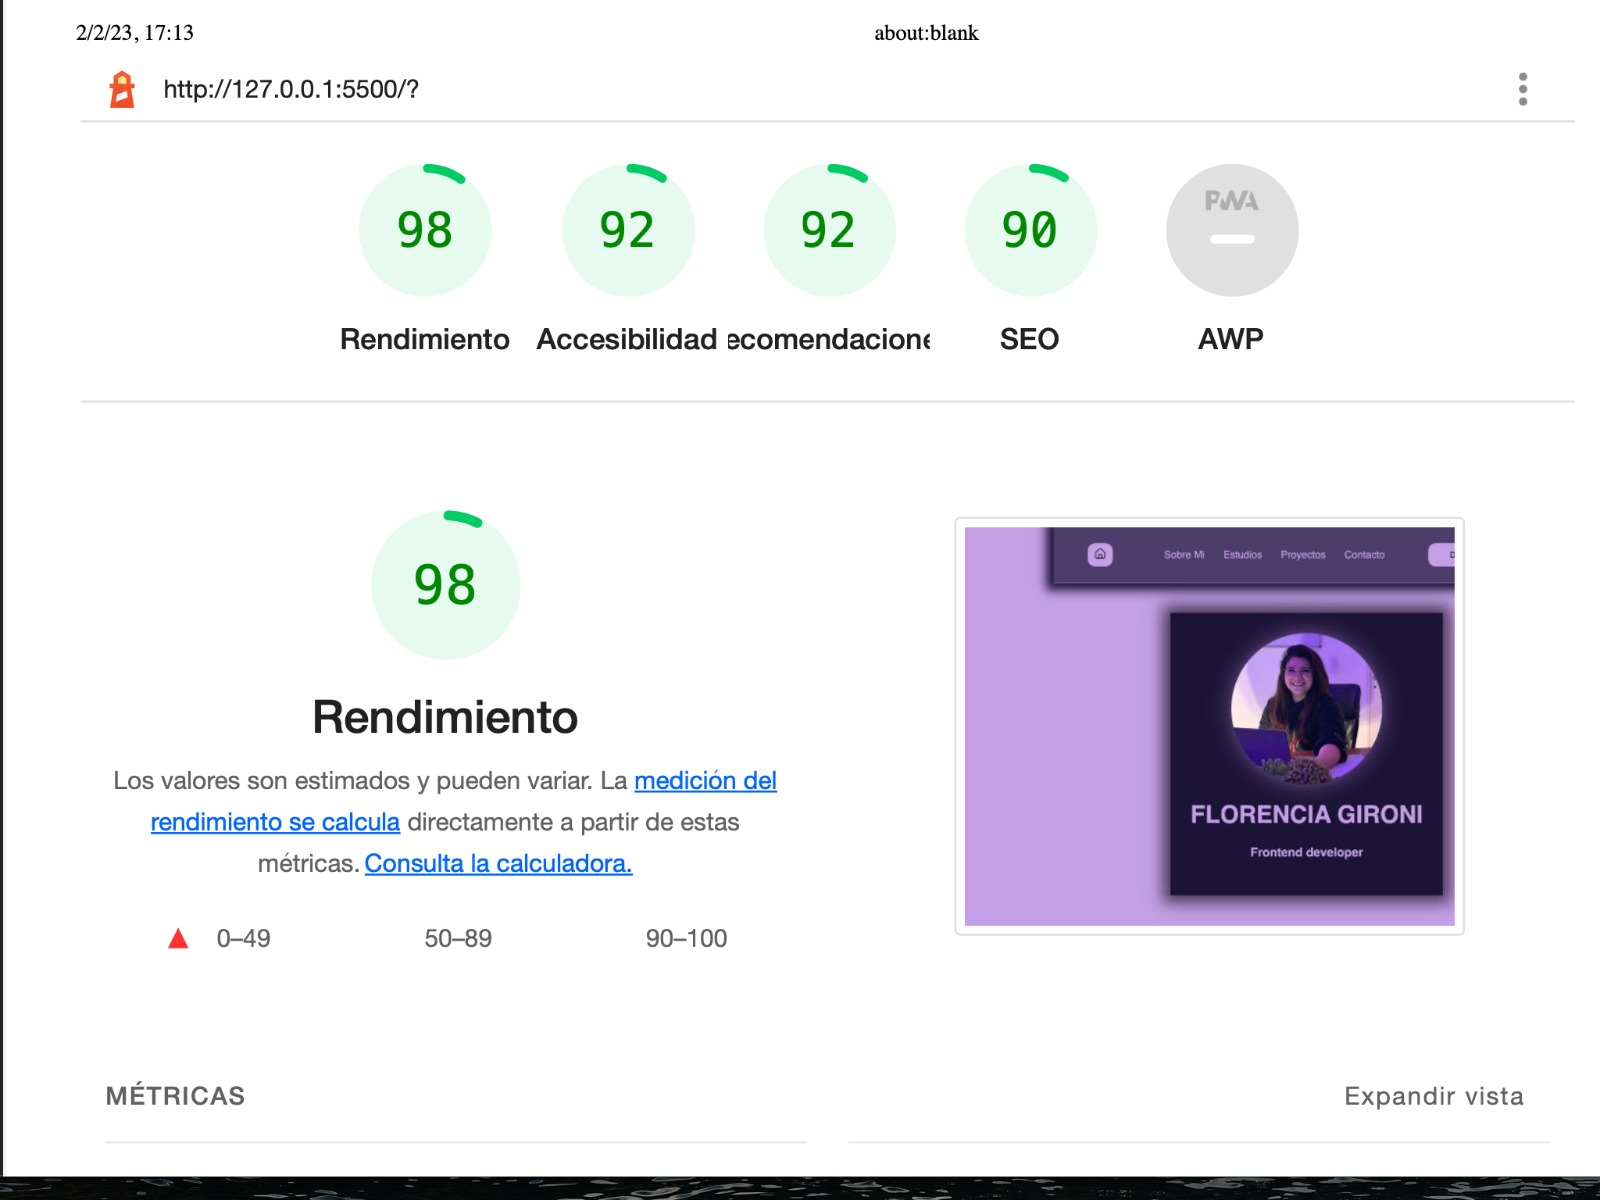 2/2/23, 17:13
about:blank
http://127.0.0.1:5500/?
98
92
92
90
PWA
Rendimiento
Accesibilidad
ecomendacione
SEO
AWP
98
Rendimiento
Los valores son estimados y pueden variar. La medición del
rendimiento se calcula directamente a partir de estas
métricas. Consulta la calculadora.
0–49
50–89
90–100
Sobre Mi
Estudios
Proyectos
Contacto
FLORENCIA GIRONI
Frontend developer
MÉTRICAS
Expandir vista